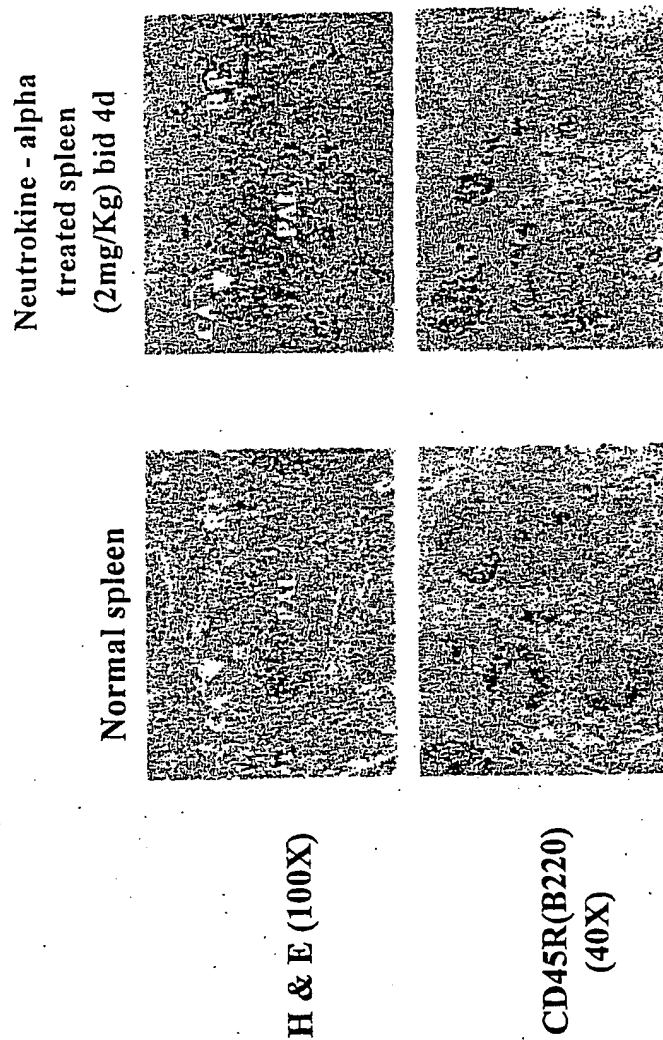 Neutrokine - alpha
treated spleen
(2mg/Kg) bid 4d
Normal spleen
H & E (100X)
CD45R(B220)
(40X)